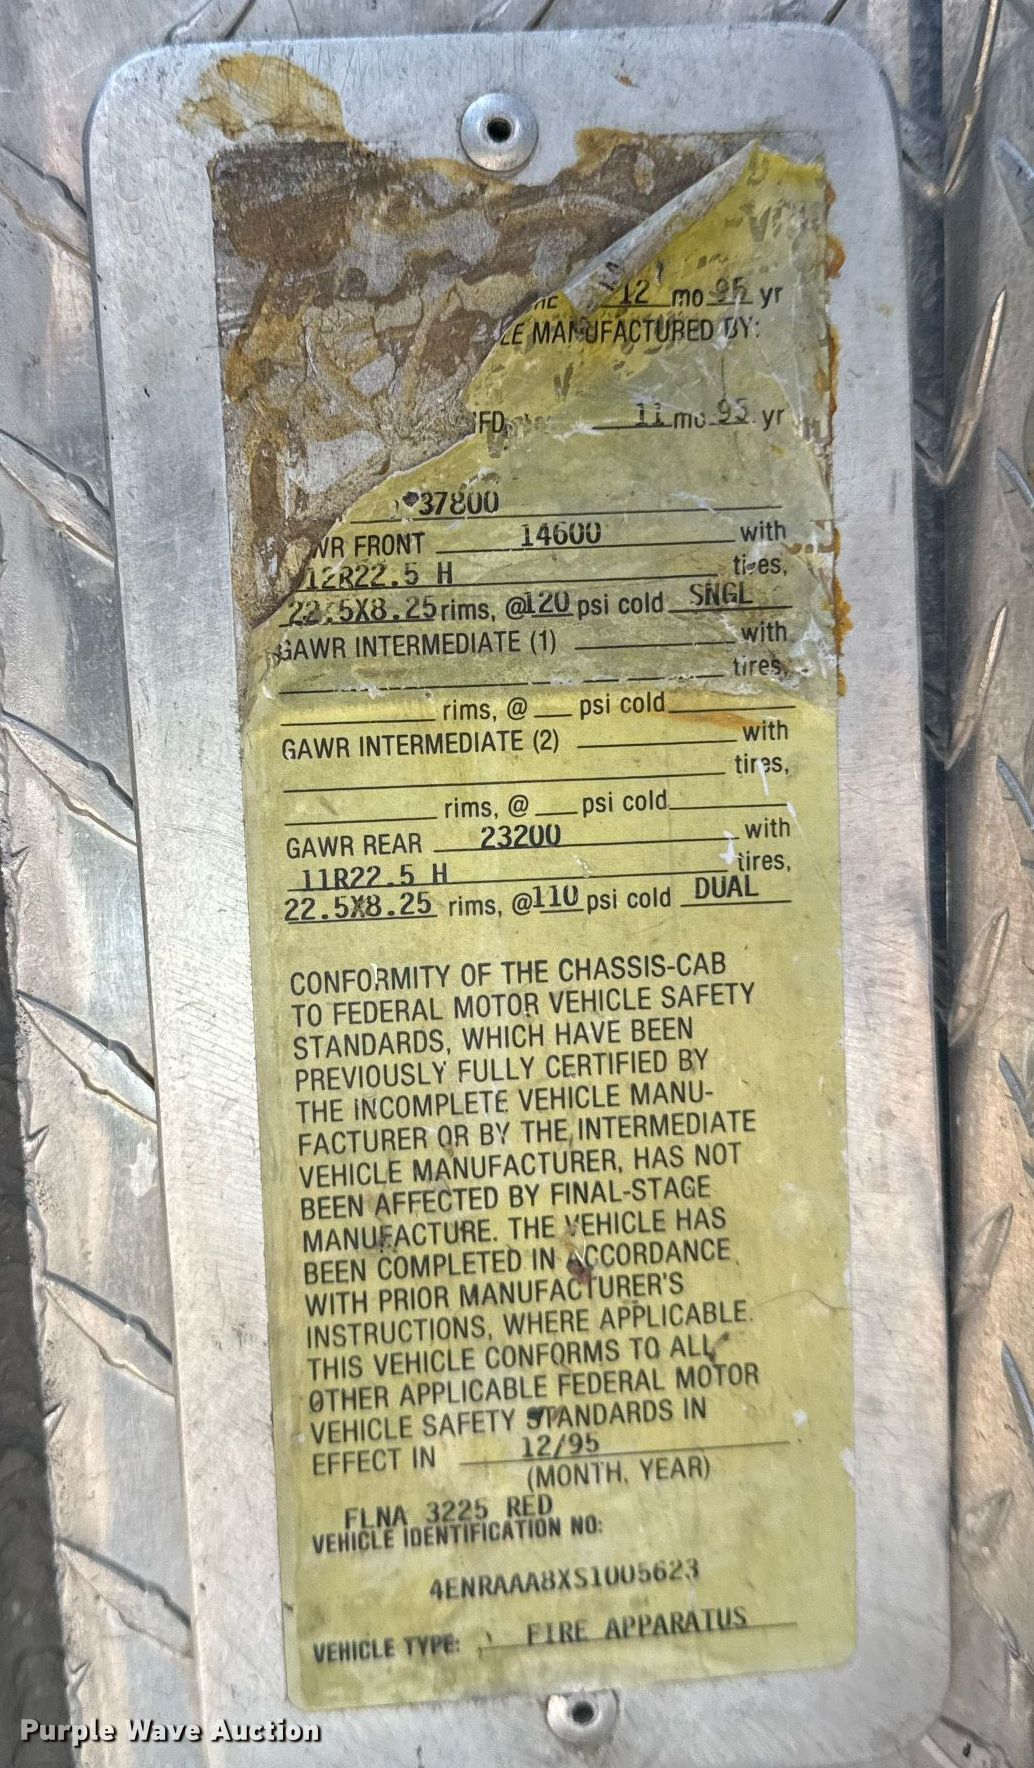 12 mo 95 yr
LE MANUFACTURED BY:
IFD 11 mo 95 yr
37800
WR FRONT 14600 with
12R22.5 H tires,
22.5X8.25 rims, @120 psi cold SNGL
GAWR INTERMEDIATE (1) with
tires,
rims, @ psi cold
GAWR INTERMEDIATE (2) with
tires,
rims, @ psi cold
GAWR REAR 23200 with
11R22.5 H tires,
22.5X8.25 rims, @110 psi cold DUAL
CONFORMITY OF THE CHASSIS-CAB
TO FEDERAL MOTOR VEHICLE SAFETY
STANDARDS, WHICH HAVE BEEN
PREVIOUSLY FULLY CERTIFIED BY
THE INCOMPLETE VEHICLE MANU-
FACTURER OR BY THE INTERMEDIATE
VEHICLE MANUFACTURER, HAS NOT
BEEN AFFECTED BY FINAL-STAGE
MANUFACTURE. THE VEHICLE HAS
BEEN COMPLETED IN ACCORDANCE
WITH PRIOR MANUFACTURER'S
INSTRUCTIONS, WHERE APPLICABLE.
THIS VEHICLE CONFORMS TO ALL
OTHER APPLICABLE FEDERAL MOTOR
VEHICLE SAFETY STANDARDS IN
EFFECT IN 12/95
(MONTH, YEAR)
FLNA 3225 RED
VEHICLE IDENTIFICATION NO:
4ENRAAA8XS1005623
VEHICLE TYPE: FIRE APPARATUS
Purple Wave Auction